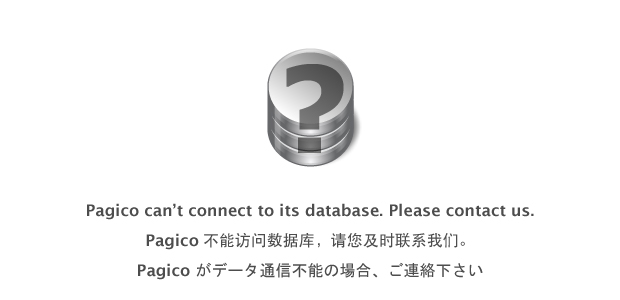 Pagico can't connect to its database. Please contact us.
Pagico 不能访问数据库，请您及时联系我们。
Pagico がデータ通信不能の場合、ご連絡下さい